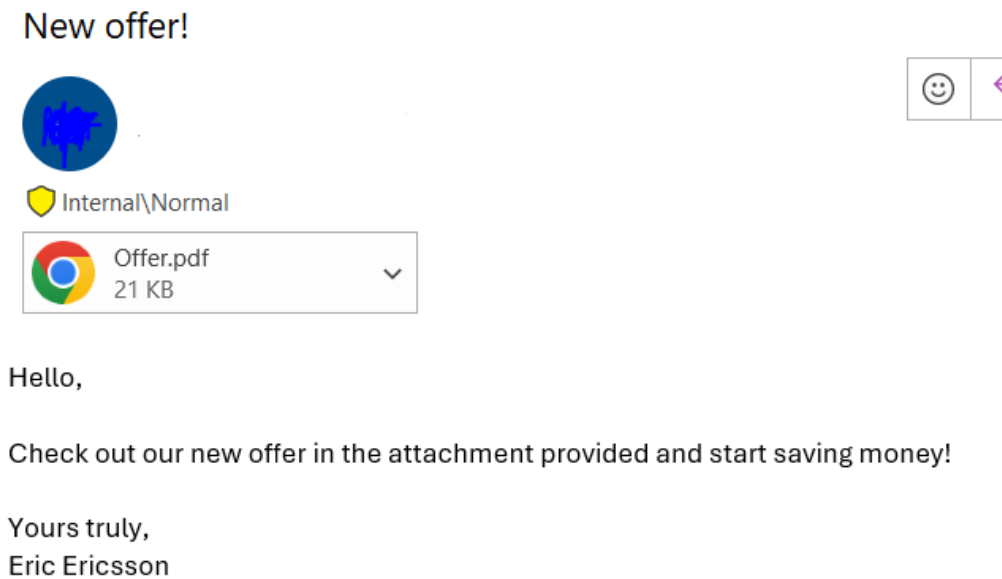 New offer!
Internal\Normal
Offer.pdf
21 KB
Hello,
Check out our new offer in the attachment provided and start saving money!
Yours truly,
Eric Ericsson